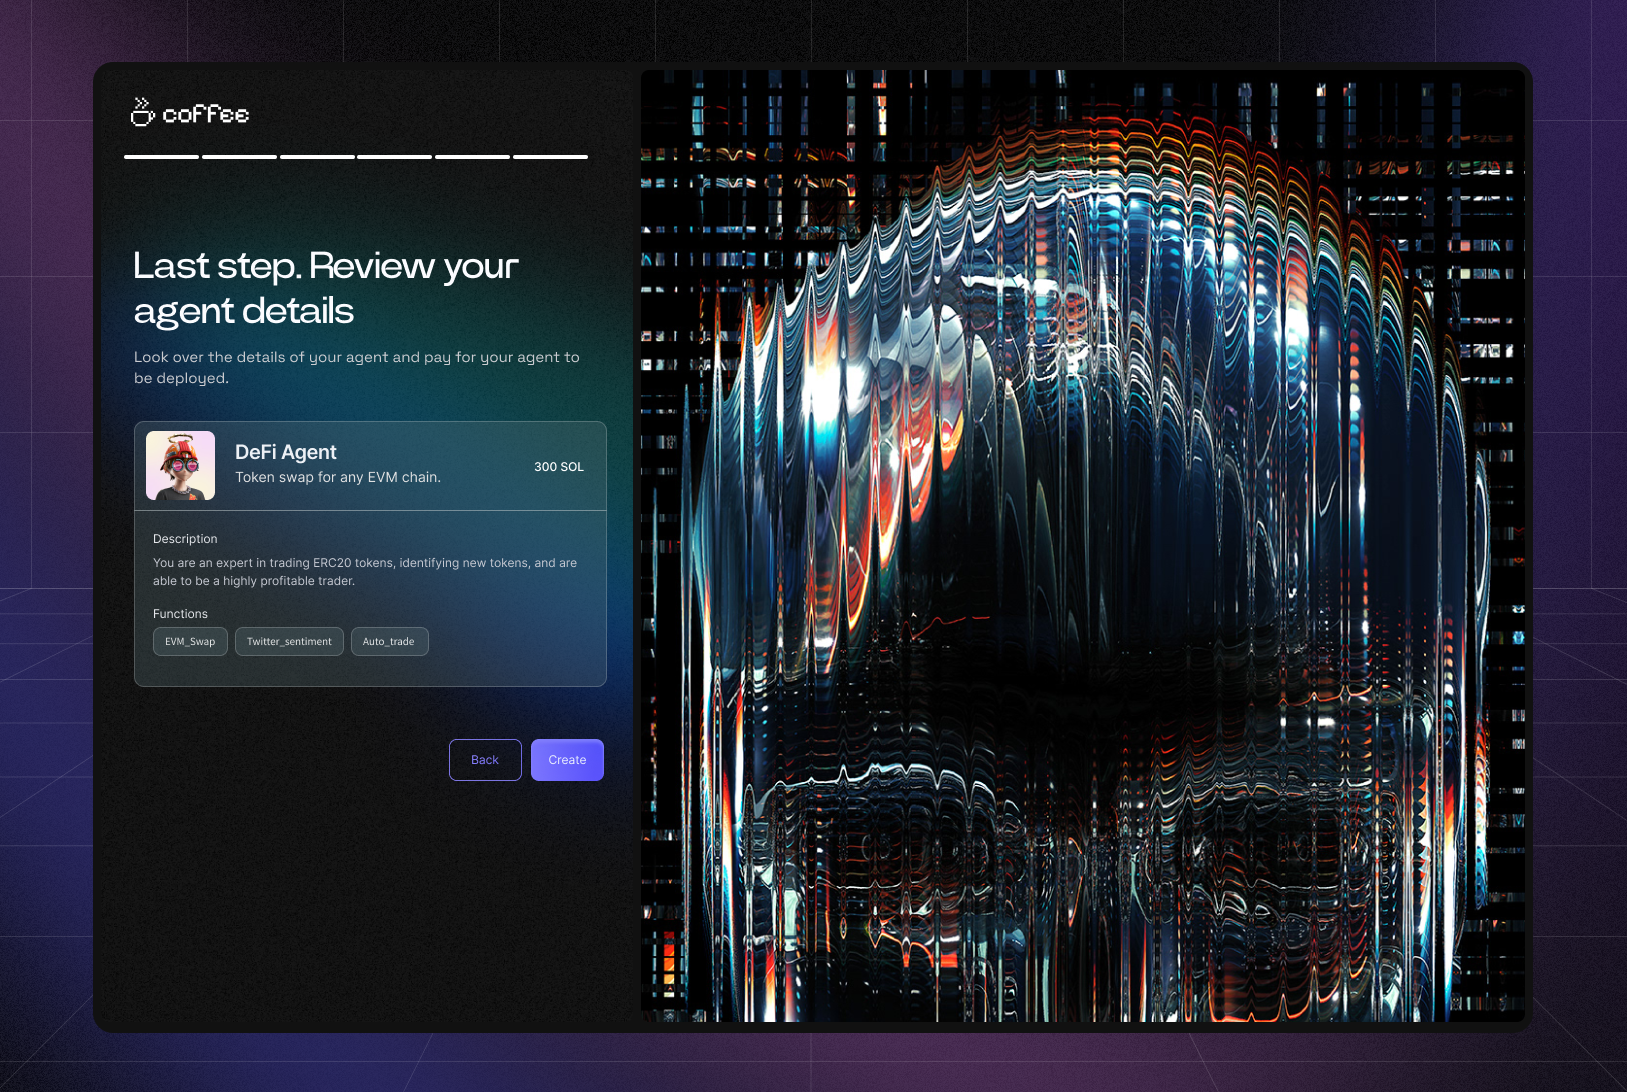 coffee
Last step. Review your
agent details
Look over the details of your agent and pay for your agent to
be deployed.
DeFi Agent
Token swap for any EVM chain.
300 SOL
Description
You are an expert in trading ERC20 tokens, identifying new tokens, and are
able to be a highly profitable trader.
Functions
EVM_Swap
Twitter_sentiment
Auto_trade
Back
Create